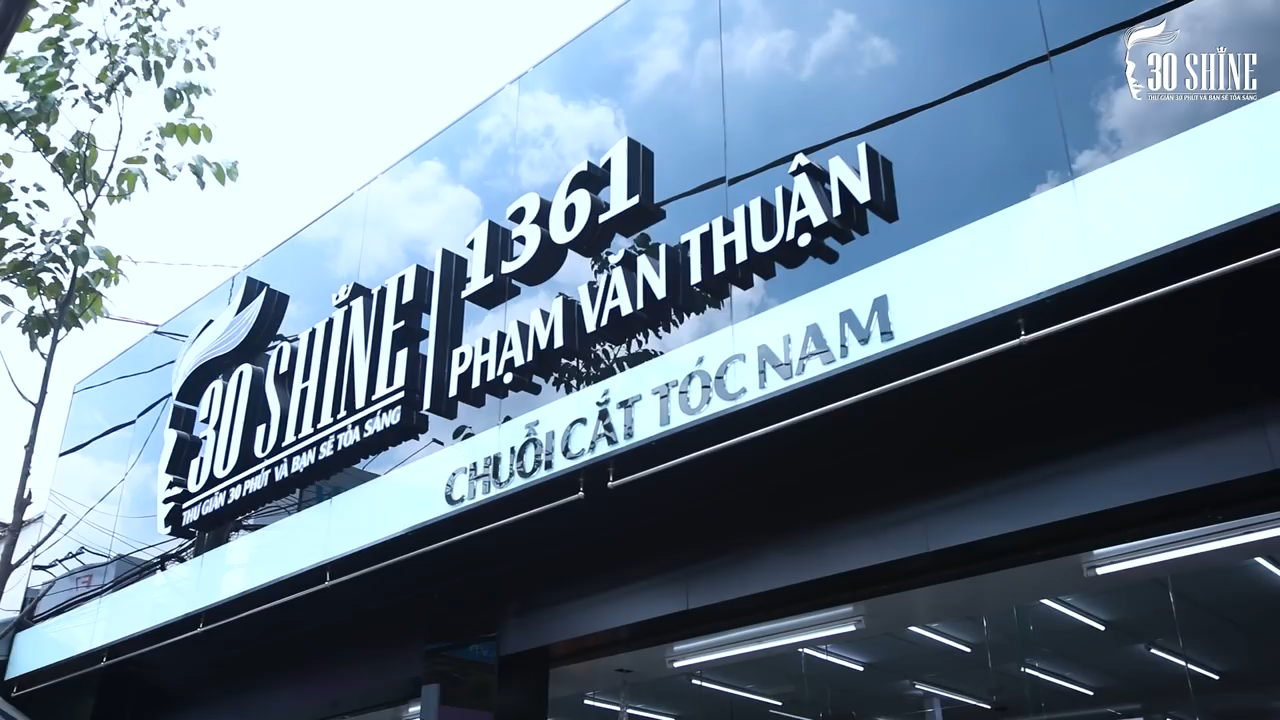 30 SHINE
THƯ GIÃN 30 PHÚT VÀ BẠN SẼ TỎA SÁNG
30 SHINE
THƯ GIÃN 30 PHÚT VÀ BẠN SẼ TỎA SÁNG
1361
PHẠM VĂN THUẬN
CHUỖI CẮT TÓC NAM